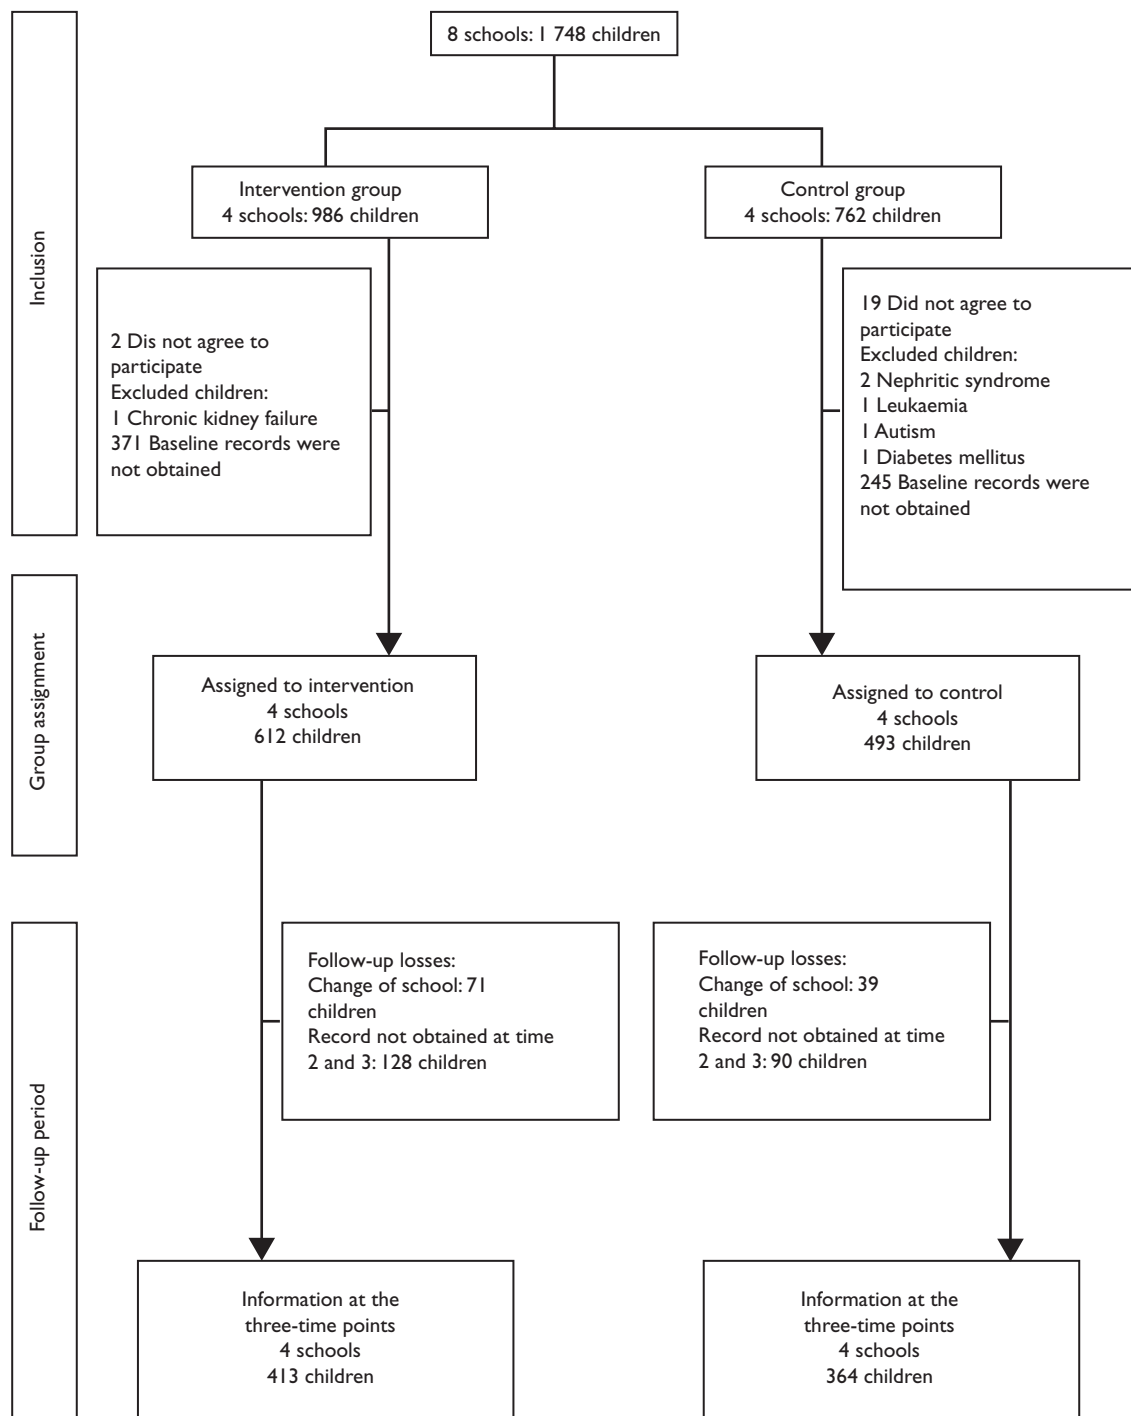 8 schools: 1 748 children
Inclusion
Intervention group
4 schools: 986 children
Control group
4 schools: 762 children
2 Dis not agree to
participate
Excluded children:
1 Chronic kidney failure
371 Baseline records were
not obtained
19 Did not agree to
participate
Excluded children:
2 Nephritic syndrome
1 Leukaemia
1 Autism
1 Diabetes mellitus
245 Baseline records were
not obtained
Group assignment
Assigned to intervention
4 schools
612 children
Assigned to control
4 schools
493 children
Follow-up period
Follow-up losses:
Change of school: 71
children
Record not obtained at time
2 and 3: 128 children
Follow-up losses:
Change of school: 39
children
Record not obtained at time
2 and 3: 90 children
Information at the
three-time points
4 schools
413 children
Information at the
three-time points
4 schools
364 children